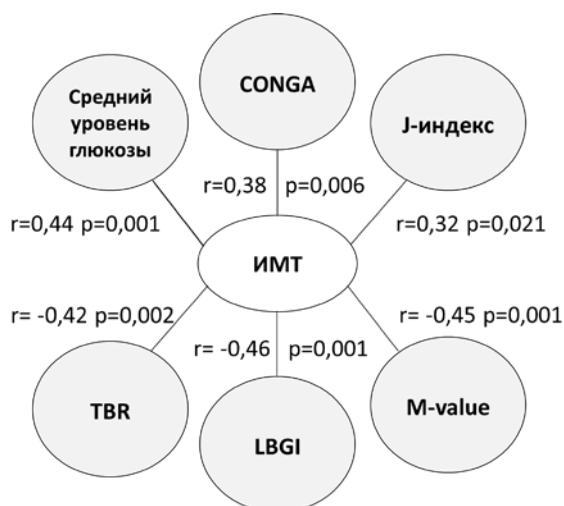 CONGA
Средний
уровень
глюкозы
J-индекс
r=0,38 p=0,006
r=0,44 p=0,001
r=0,32 p=0,021
ИМТ
r= -0,42 p=0,002
r= -0,46 p=0,001
r= -0,45 p=0,001
TBR
LBGI
M-value